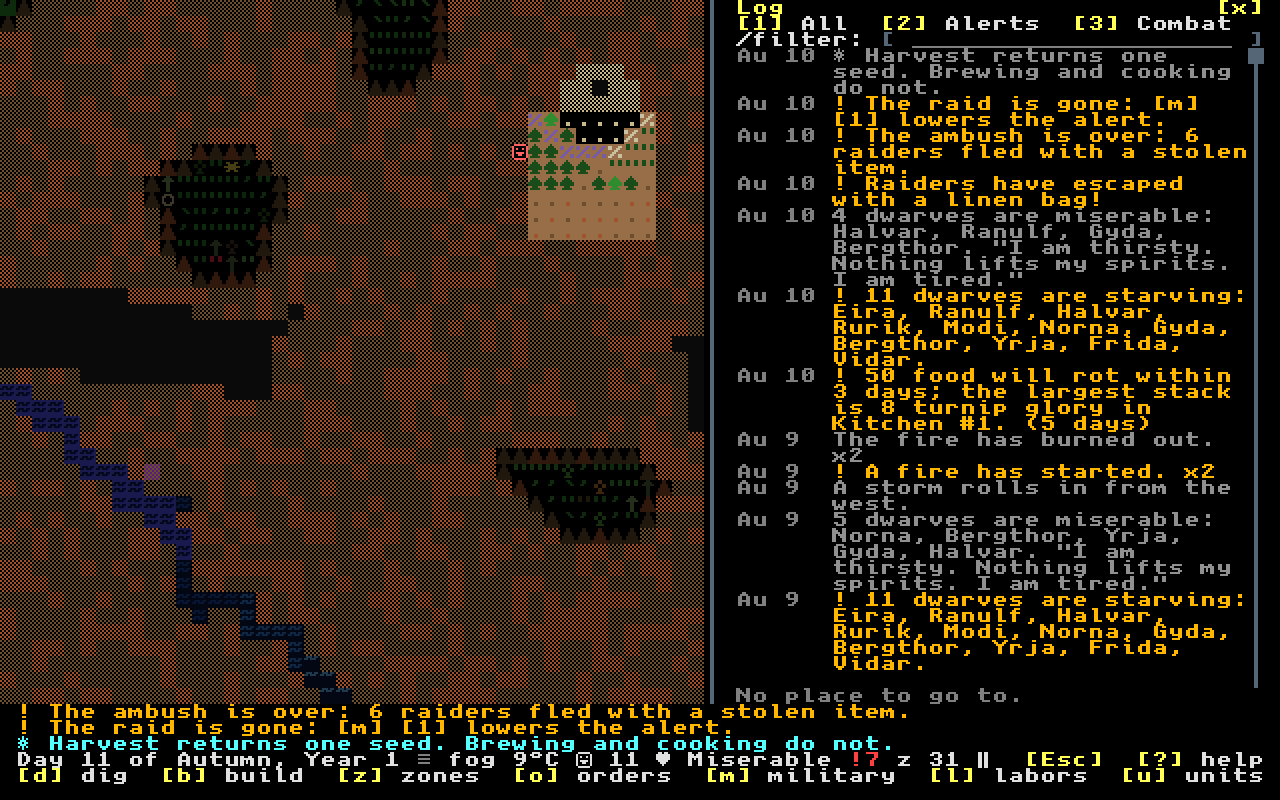 Log [x]
[1] All [2] Alerts [3] Combat
/filter: [ ]
Au 10 * Harvest returns one
seed. Brewing and cooking
do not.
Au 10 ! The raid is gone: [m]
[1] lowers the alert.
Au 10 ! The ambush is over: 6
raiders fled with a stolen
item.
Au 10 ! Raiders have escaped
with a linen bag!
Au 10 4 dwarves are miserable:
Halvar, Ranulf, Gyda,
Bergthor. "I am thirsty.
Nothing lifts my spirits.
I am tired."
Au 10 ! 11 dwarves are starving:
Eira, Ranulf, Halvar,
Rurik, Modi, Norna, Gyda,
Bergthor, Yrja, Frida,
Vidar.
Au 10 ! 50 food will rot within
3 days; the largest stack
is 8 turnip glory in
Kitchen #1. (5 days)
Au 9 The fire has burned out.
x2
Au 9 ! A fire has started. x2
Au 9 A storm rolls in from the
west.
Au 9 5 dwarves are miserable:
Norna, Bergthor, Yrja,
Gyda, Halvar. "I am
thirsty. Nothing lifts my
spirits. I am tired."
Au 9 ! 11 dwarves are starving:
Eira, Ranulf, Halvar,
Rurik, Modi, Norna, Gyda,
Bergthor, Yrja, Frida,
Vidar.
No place to go to.
! The ambush is over: 6 raiders fled with a stolen item.
! The raid is gone: [m] [1] lowers the alert.
* Harvest returns one seed. Brewing and cooking do not.
Day 11 of Autumn, Year 1 ≡ fog 9°C ☺ 11 ♥ Miserable !7 z 31 ‖ [Esc] [?] help
[d] dig [b] build [z] zones [o] orders [m] military [l] labors [u] units